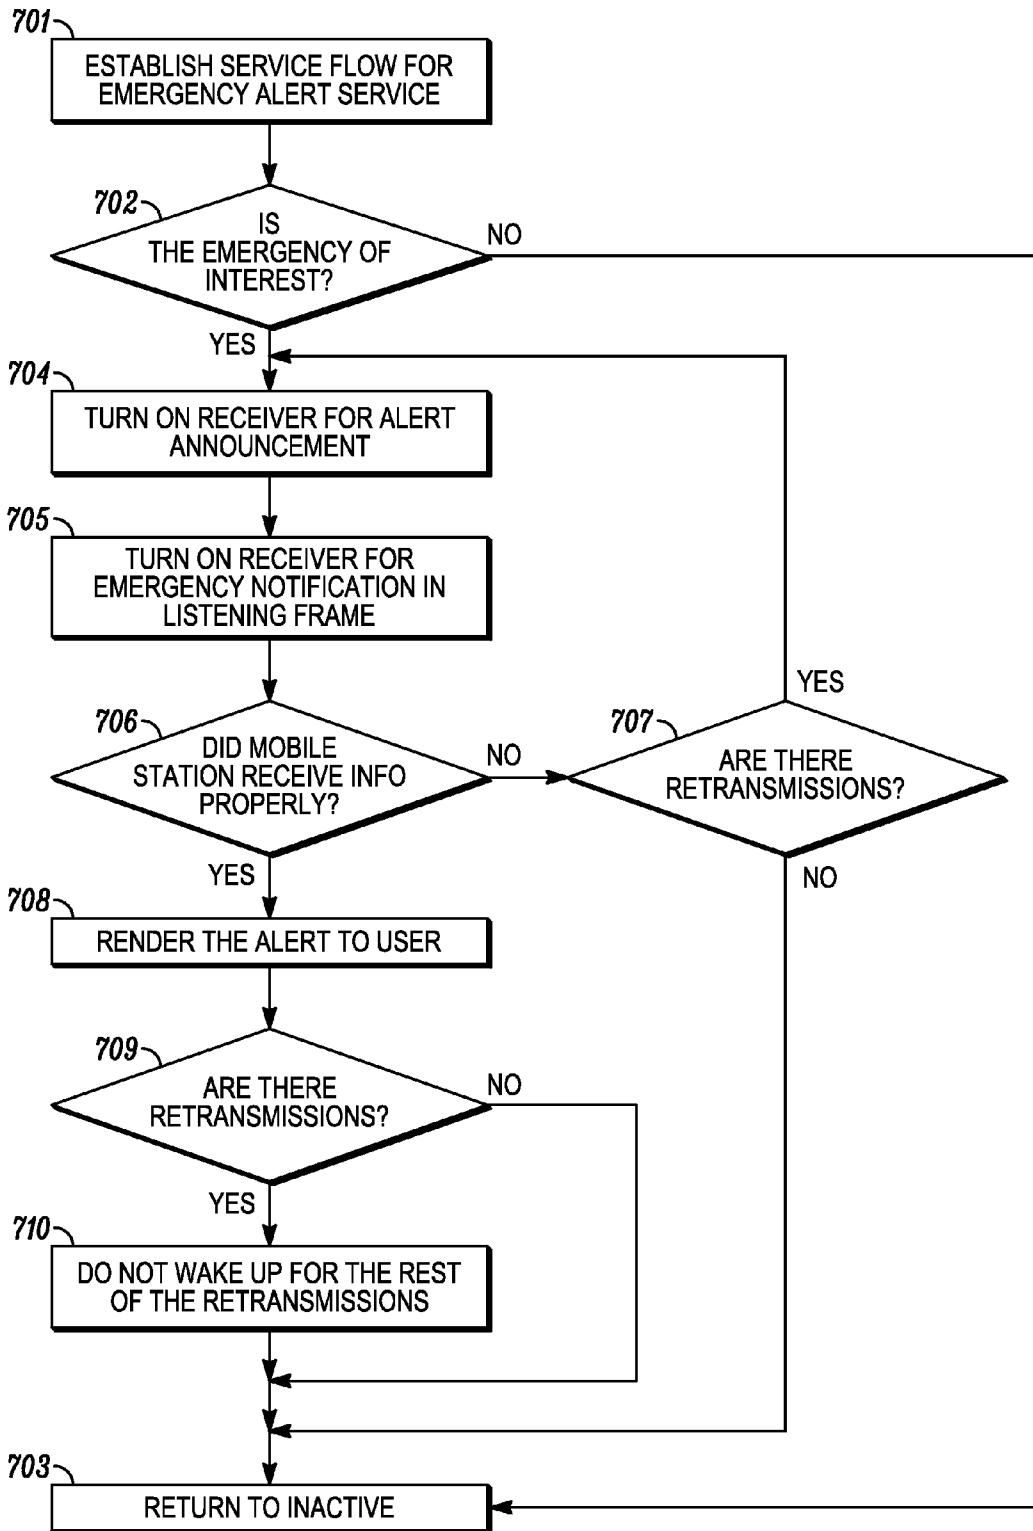 701
ESTABLISH SERVICE FLOW FOR
EMERGENCY ALERT SERVICE
702
IS
THE EMERGENCY OF
INTEREST?
NO
YES
704
TURN ON RECEIVER FOR ALERT
ANNOUNCEMENT
705
TURN ON RECEIVER FOR
EMERGENCY NOTIFICATION IN
LISTENING FRAME
706
DID MOBILE
STATION RECEIVE INFO
PROPERLY?
NO
YES
707
ARE THERE
RETRANSMISSIONS?
YES
NO
708
RENDER THE ALERT TO USER
709
ARE THERE
RETRANSMISSIONS?
NO
YES
710
DO NOT WAKE UP FOR THE REST
OF THE RETRANSMISSIONS
703
RETURN TO INACTIVE